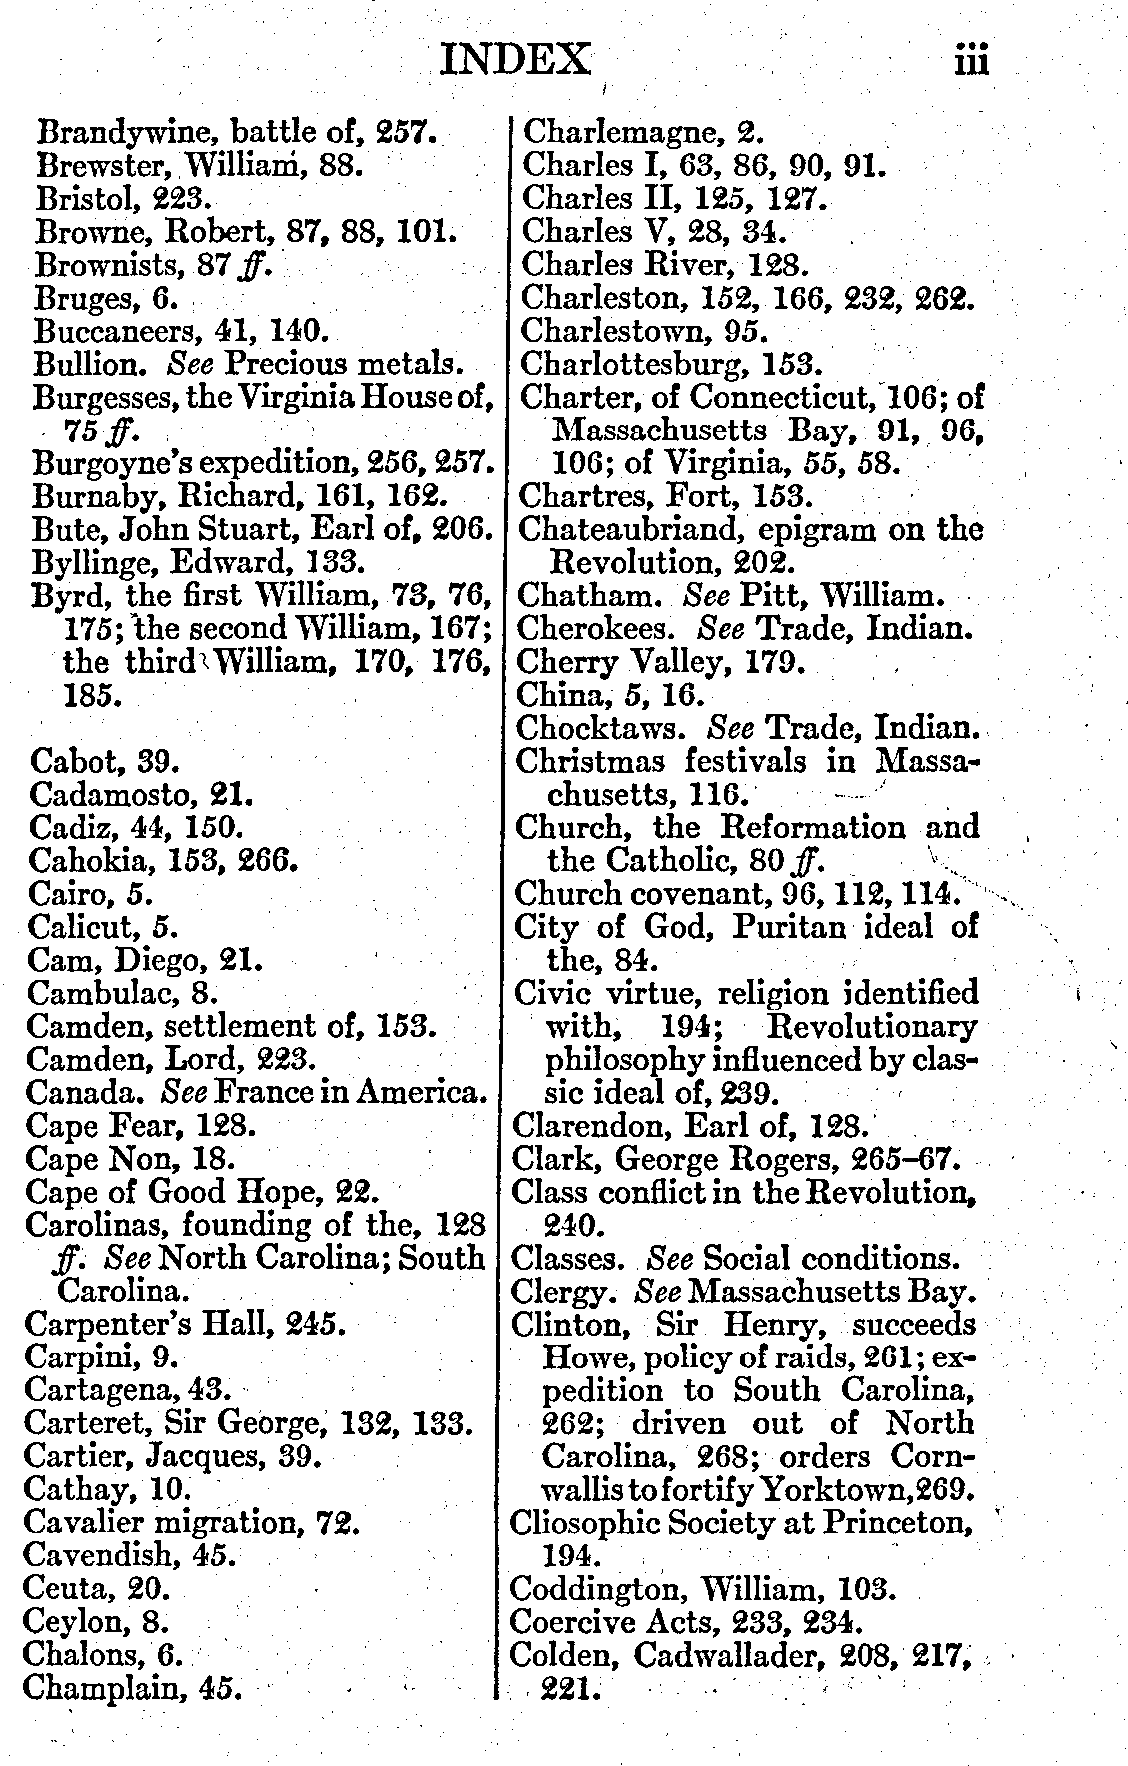 INDEX iii
Brandywine, battle of, 257.
Brewster, William, 88.
Bristol, 223.
Browne, Robert, 87, 88, 101.
Brownists, 87 ff.
Bruges, 6.
Buccaneers, 41, 140.
Bullion. See Precious metals.
Burgesses, the Virginia House of,
75 ff.
Burgoyne's expedition, 256, 257.
Burnaby, Richard, 161, 162.
Bute, John Stuart, Earl of, 206.
Byllinge, Edward, 133.
Byrd, the first William, 73, 76,
175; the second William, 167;
the third William, 170, 176,
185.
Cabot, 39.
Cadamosto, 21.
Cadiz, 44, 150.
Cahokia, 153, 266.
Cairo, 5.
Calicut, 5.
Cam, Diego, 21.
Cambulac, 8.
Camden, settlement of, 153.
Camden, Lord, 223.
Canada. See France in America.
Cape Fear, 128.
Cape Non, 18.
Cape of Good Hope, 22.
Carolinas, founding of the, 128
ff. See North Carolina; South
Carolina.
Carpenter's Hall, 245.
Carpini, 9.
Cartagena, 43.
Carteret, Sir George, 132, 133.
Cartier, Jacques, 39.
Cathay, 10.
Cavalier migration, 72.
Cavendish, 45.
Ceuta, 20.
Ceylon, 8.
Chalons, 6.
Champlain, 45.
Charlemagne, 2.
Charles I, 63, 86, 90, 91.
Charles II, 125, 127.
Charles V, 28, 34.
Charles River, 128.
Charleston, 152, 166, 232, 262.
Charlestown, 95.
Charlottesburg, 153.
Charter, of Connecticut, 106; of
Massachusetts Bay, 91, 96,
106; of Virginia, 55, 58.
Chartres, Fort, 153.
Chateaubriand, epigram on the
Revolution, 202.
Chatham. See Pitt, William.
Cherokees. See Trade, Indian.
Cherry Valley, 179.
China, 5, 16.
Chocktaws. See Trade, Indian.
Christmas festivals in Massa-
chusetts, 116.
Church, the Reformation and
the Catholic, 80 ff.
Church covenant, 96, 112, 114.
City of God, Puritan ideal of
the, 84.
Civic virtue, religion identified
with, 194; Revolutionary
philosophy influenced by clas-
sic ideal of, 239.
Clarendon, Earl of, 128.
Clark, George Rogers, 265–67.
Class conflict in the Revolution,
240.
Classes. See Social conditions.
Clergy. See Massachusetts Bay.
Clinton, Sir Henry, succeeds
Howe, policy of raids, 261; ex-
pedition to South Carolina,
262; driven out of North
Carolina, 268; orders Corn-
wallis to fortify Yorktown, 269.
Cliosophic Society at Princeton,
194.
Coddington, William, 103.
Coercive Acts, 233, 234.
Colden, Cadwallader, 208, 217,
221.